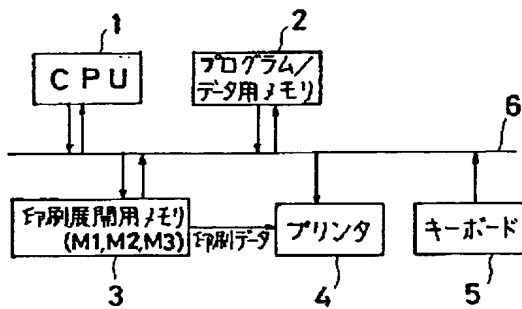 1
CPU
2
プログラム/
データ用メモリ
6
印刷展開用メモリ
(M1,M2,M3)
3
印刷データ
プリンタ
4
キーボード
5